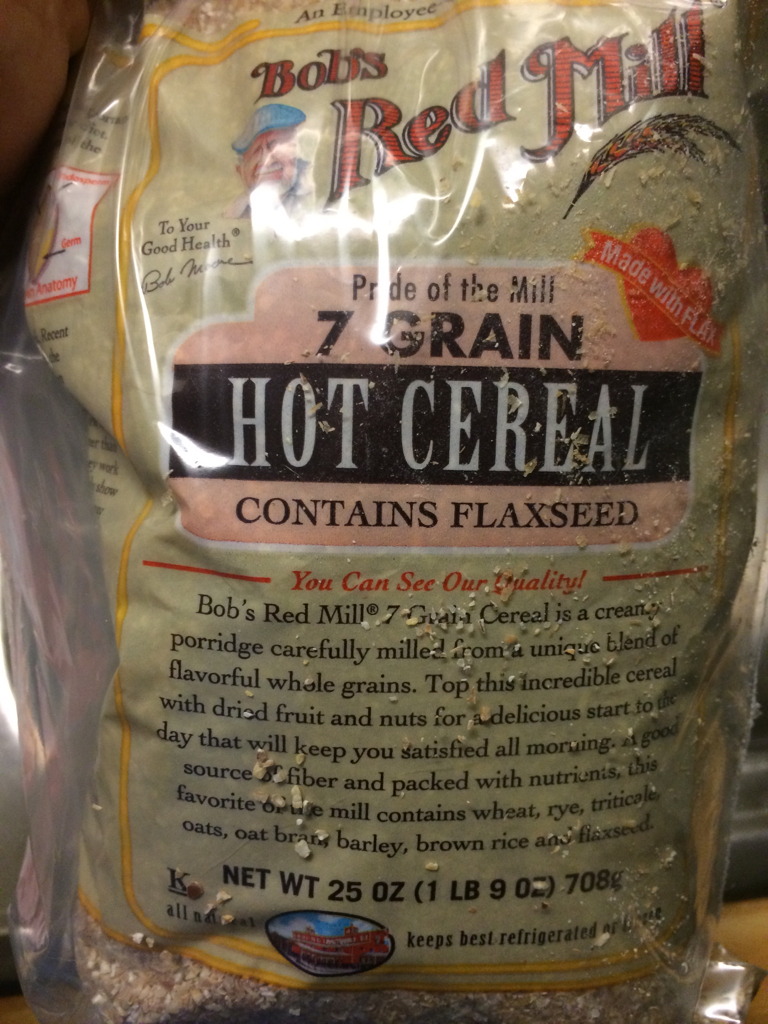 An Employee
Bob's
Red Mill
To Your
Good Health®
Bob Moore
Germ
Anatomy
Recent
the
Made with FLAX
Pride of the Mill
7 GRAIN
HOT CEREAL
CONTAINS FLAXSEED
You Can See Our Quality!
Bob's Red Mill® 7 Grain Cereal is a creamy
porridge carefully milled from a unique blend of
flavorful whole grains. Top this incredible cereal
with dried fruit and nuts for a delicious start to the
day that will keep you satisfied all morning. A good
source of fiber and packed with nutrients, this
favorite of the mill contains wheat, rye, triticale,
oats, oat bran, barley, brown rice and flaxseed.
K
NET WT 25 OZ (1 LB 9 OZ) 708g
all natural
keeps best refrigerated or